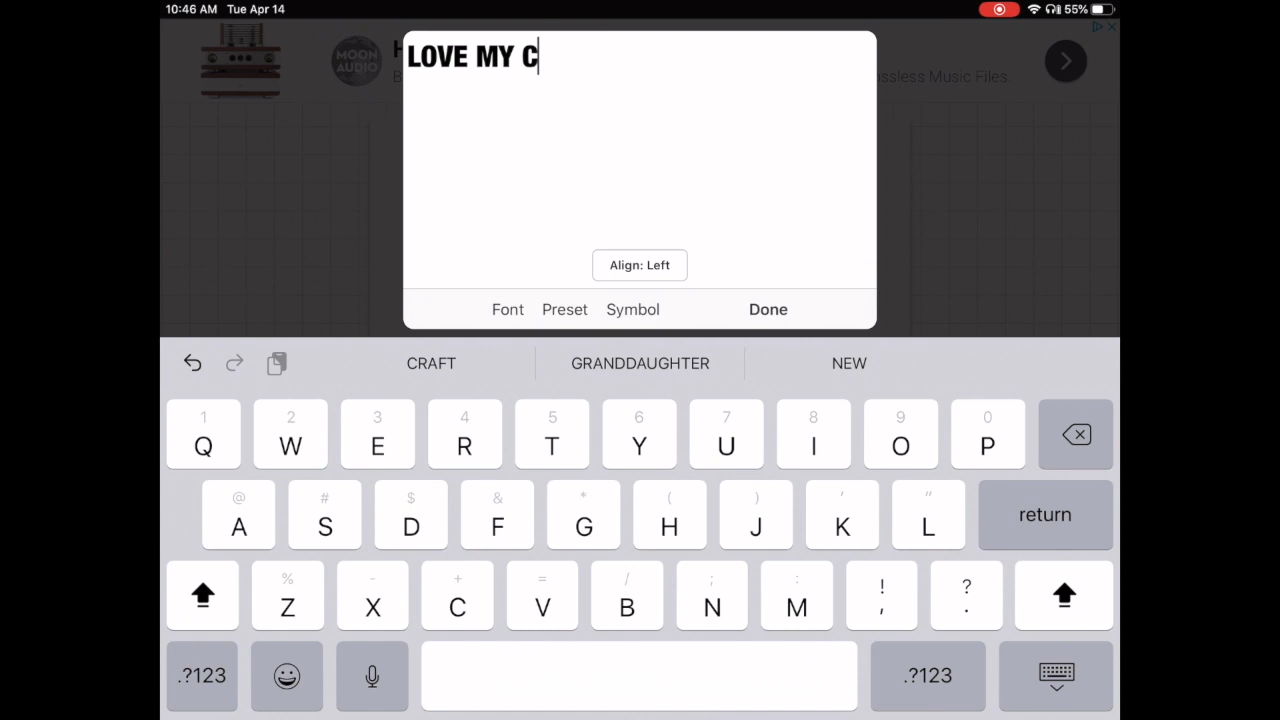 10:46 AM Tue Apr 14
55%
MOON
AUDIO
ssless Music Files.
LOVE MY C
Align: Left
Font Preset Symbol Done
CRAFT GRANDDAUGHTER NEW
1 2 3 4 5 6 7 8 9 0
Q W E R T Y U I O P
@ # $ & * ( ) ' "
A S D F G H J K L return
% - + = / ; : ! ?
Z X C V B N M , .
.?123 .?123